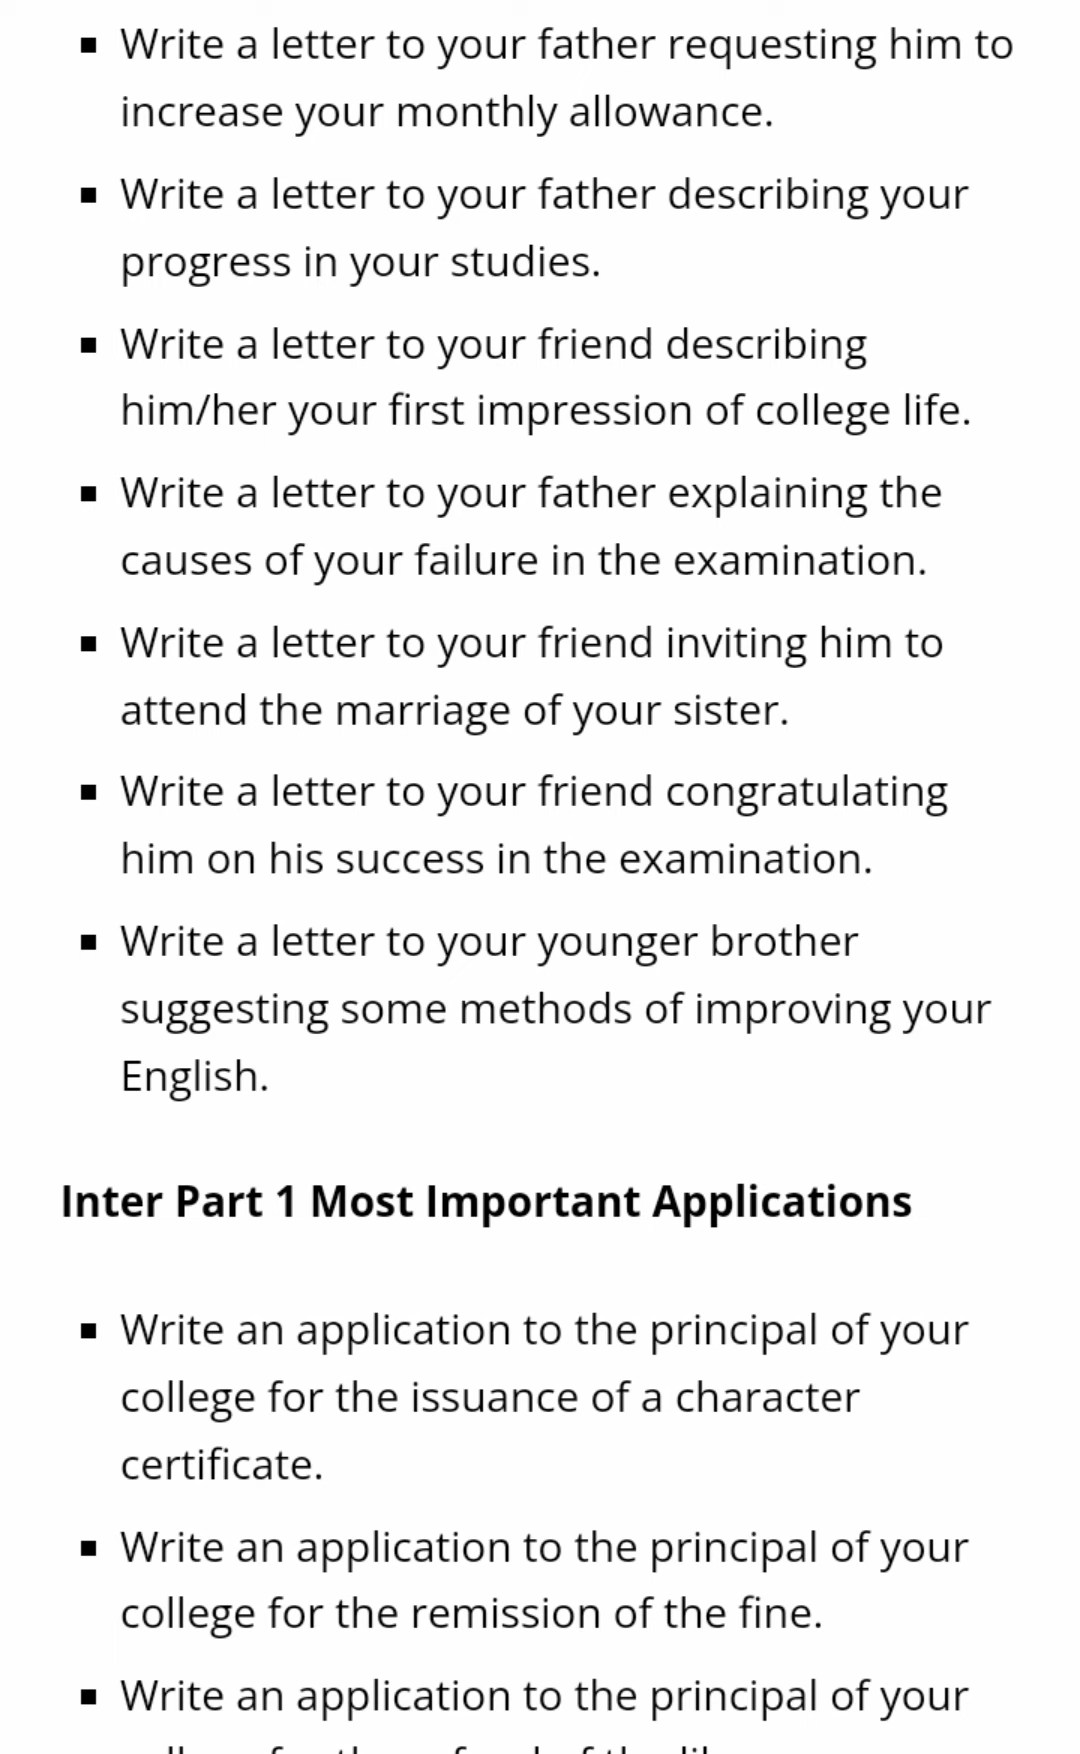 ▪ Write a letter to your father requesting him to
increase your monthly allowance.
▪ Write a letter to your father describing your
progress in your studies.
▪ Write a letter to your friend describing
him/her your first impression of college life.
▪ Write a letter to your father explaining the
causes of your failure in the examination.
▪ Write a letter to your friend inviting him to
attend the marriage of your sister.
▪ Write a letter to your friend congratulating
him on his success in the examination.
▪ Write a letter to your younger brother
suggesting some methods of improving your
English.
Inter Part 1 Most Important Applications
▪ Write an application to the principal of your
college for the issuance of a character
certificate.
▪ Write an application to the principal of your
college for the remission of the fine.
▪ Write an application to the principal of your